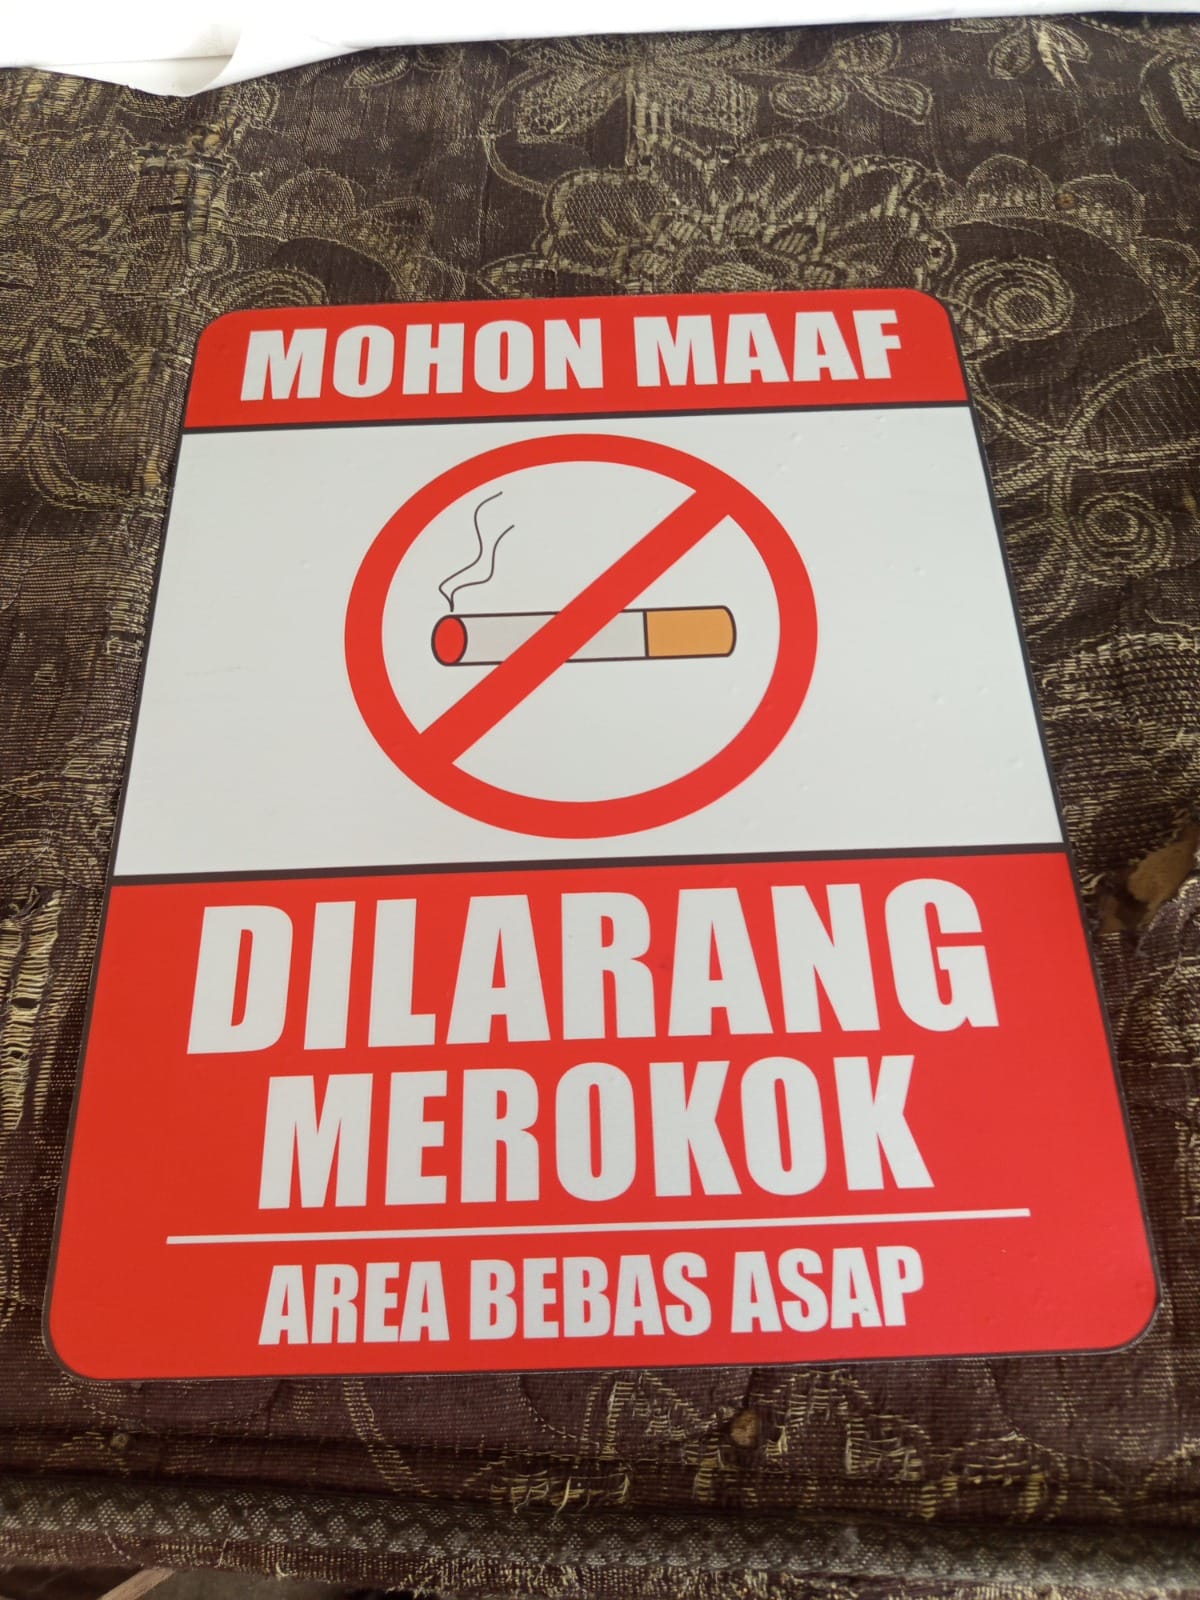 MOHON MAAF
DILARANG
MEROKOK
AREA BEBAS ASAP